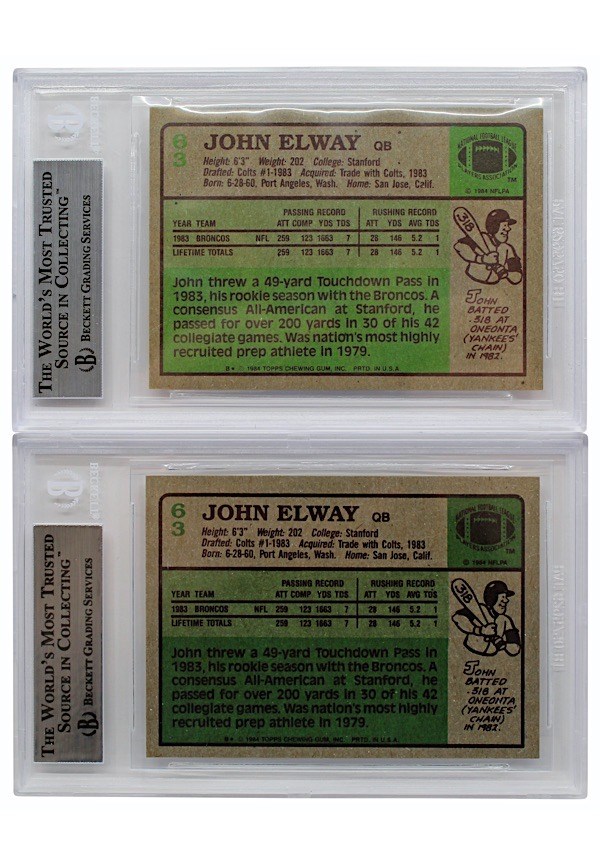 THE WORLD'S MOST TRUSTED
SOURCE IN COLLECTING™
BECKETT GRADING SERVICES
63
JOHN ELWAY QB
Height: 6'3" Weight: 202 College: Stanford
Drafted: Colts #1-1983 Acquired: Trade with Colts, 1983
Born: 6-28-60, Port Angeles, Wash. Home: San Jose, Calif.
NATIONAL FOOTBALL LEAGUE
PLAYERS ASSOCIATION
TM
© 1984 NFLPA
PASSING RECORD RUSHING RECORD
YEAR TEAM ATT COMP YDS TDS ATT YDS AVG TDS
1983 BRONCOS NFL 259 123 1663 7 28 146 5.2 1
LIFETIME TOTALS 259 123 1663 7 28 146 5.2 1
John threw a 49-yard Touchdown Pass in
1983, his rookie season with the Broncos. A
consensus All-American at Stanford, he
passed for over 200 yards in 30 of his 42
collegiate games. Was nation's most highly
recruited prep athlete in 1979.
.318
JOHN
BATTED
.318 AT
ONEONTA
(YANKEES'
CHAIN)
IN 1982.
B* © 1984 TOPPS CHEWING GUM, INC. PRTD. IN U.S.A.
THE WORLD'S MOST TRUSTED
SOURCE IN COLLECTING™
BECKETT GRADING SERVICES
63
JOHN ELWAY QB
Height: 6'3" Weight: 202 College: Stanford
Drafted: Colts #1-1983 Acquired: Trade with Colts, 1983
Born: 6-28-60, Port Angeles, Wash. Home: San Jose, Calif.
NATIONAL FOOTBALL LEAGUE
PLAYERS ASSOCIATION
TM
© 1984 NFLPA
PASSING RECORD RUSHING RECORD
YEAR TEAM ATT COMP YDS TDS ATT YDS AVG TDS
1983 BRONCOS NFL 259 123 1663 7 28 146 5.2 1
LIFETIME TOTALS 259 123 1663 7 28 146 5.2 1
John threw a 49-yard Touchdown Pass in
1983, his rookie season with the Broncos. A
consensus All-American at Stanford, he
passed for over 200 yards in 30 of his 42
collegiate games. Was nation's most highly
recruited prep athlete in 1979.
.318
JOHN
BATTED
.318 AT
ONEONTA
(YANKEES'
CHAIN)
IN 1982.
B* © 1984 TOPPS CHEWING GUM, INC. PRTD. IN U.S.A.